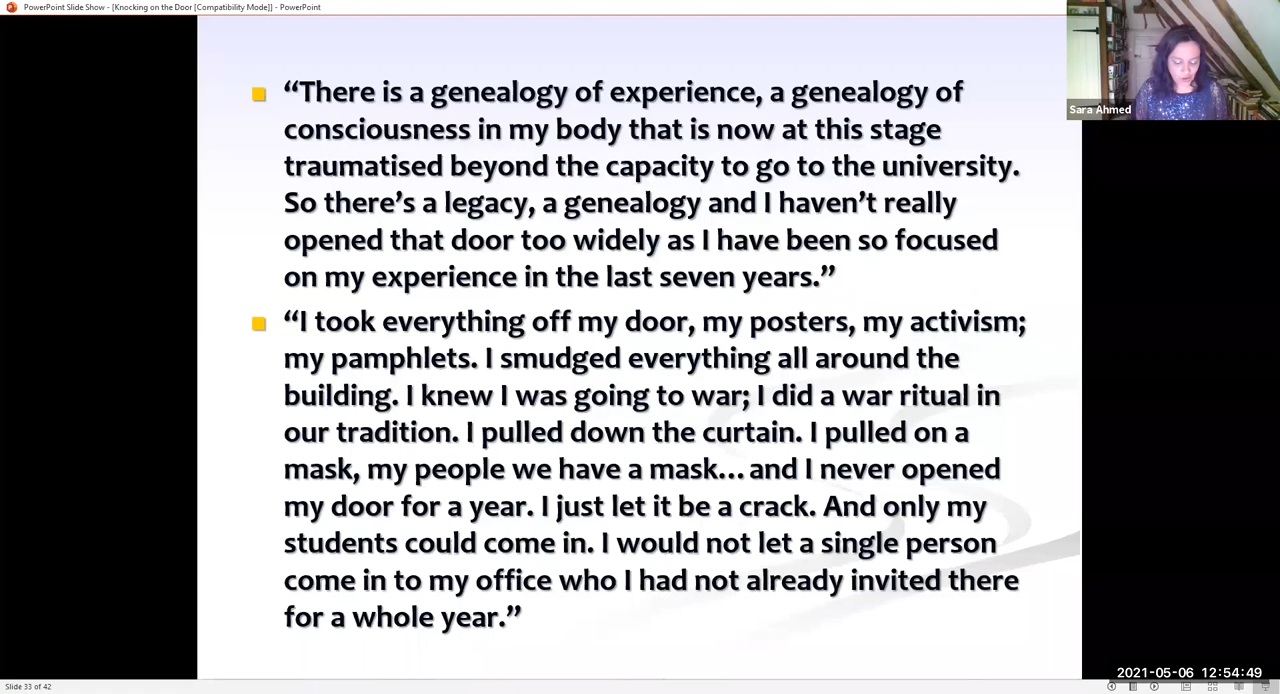 PowerPoint Slide Show - [Knocking on the Door [Compatibility Mode]] - PowerPoint
Sara Ahmed
“There is a genealogy of experience, a genealogy of
consciousness in my body that is now at this stage
traumatised beyond the capacity to go to the university.
So there’s a legacy, a genealogy and I haven’t really
opened that door too widely as I have been so focused
on my experience in the last seven years.”
“I took everything off my door, my posters, my activism;
my pamphlets. I smudged everything all around the
building. I knew I was going to war; I did a war ritual in
our tradition. I pulled down the curtain. I pulled on a
mask, my people we have a mask…and I never opened
my door for a year. I just let it be a crack. And only my
students could come in. I would not let a single person
come in to my office who I had not already invited there
for a whole year.”
2021-05-06 12:54:49
Slide 33 of 42